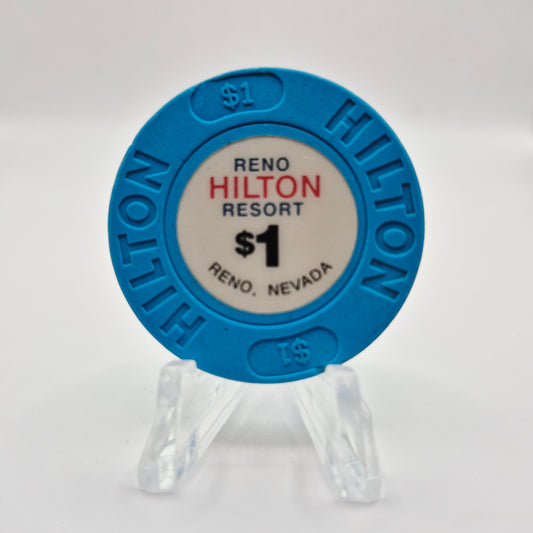 $1
HILTON
HILTON
RENO
HILTON
RESORT
$1
RENO, NEVADA
$1